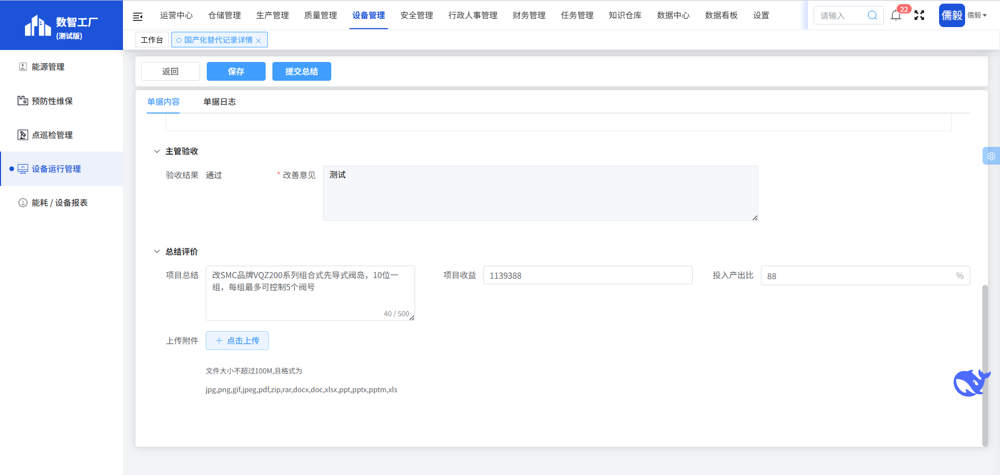 数智工厂
(测试版)
运营中心 仓储管理 生产管理 质量管理 设备管理 安全管理 行政人事管理 财务管理 任务管理 知识仓库 数据中心 数据看板 设置
请输入
22
儒毅
儒毅
工作台
国产化替代记录详情
能源管理
预防性维保
点巡检管理
设备运行管理
能耗 / 设备报表
返回 保存 提交总结
单据内容 单据日志
主管验收
验收结果 通过
* 改善意见 测试
总结评价
项目总结 改SMC品牌VQZ200系列组合式先导式阀岛，10位一
组，每组最多可控制5个阀号
40 / 500
项目收益 1139388
投入产出比 88 %
上传附件 点击上传
文件大小不超过100M,且格式为
jpg,png,gif,jpeg,pdf,zip,rar,docx,doc,xlsx,ppt,pptx,pptm,xls